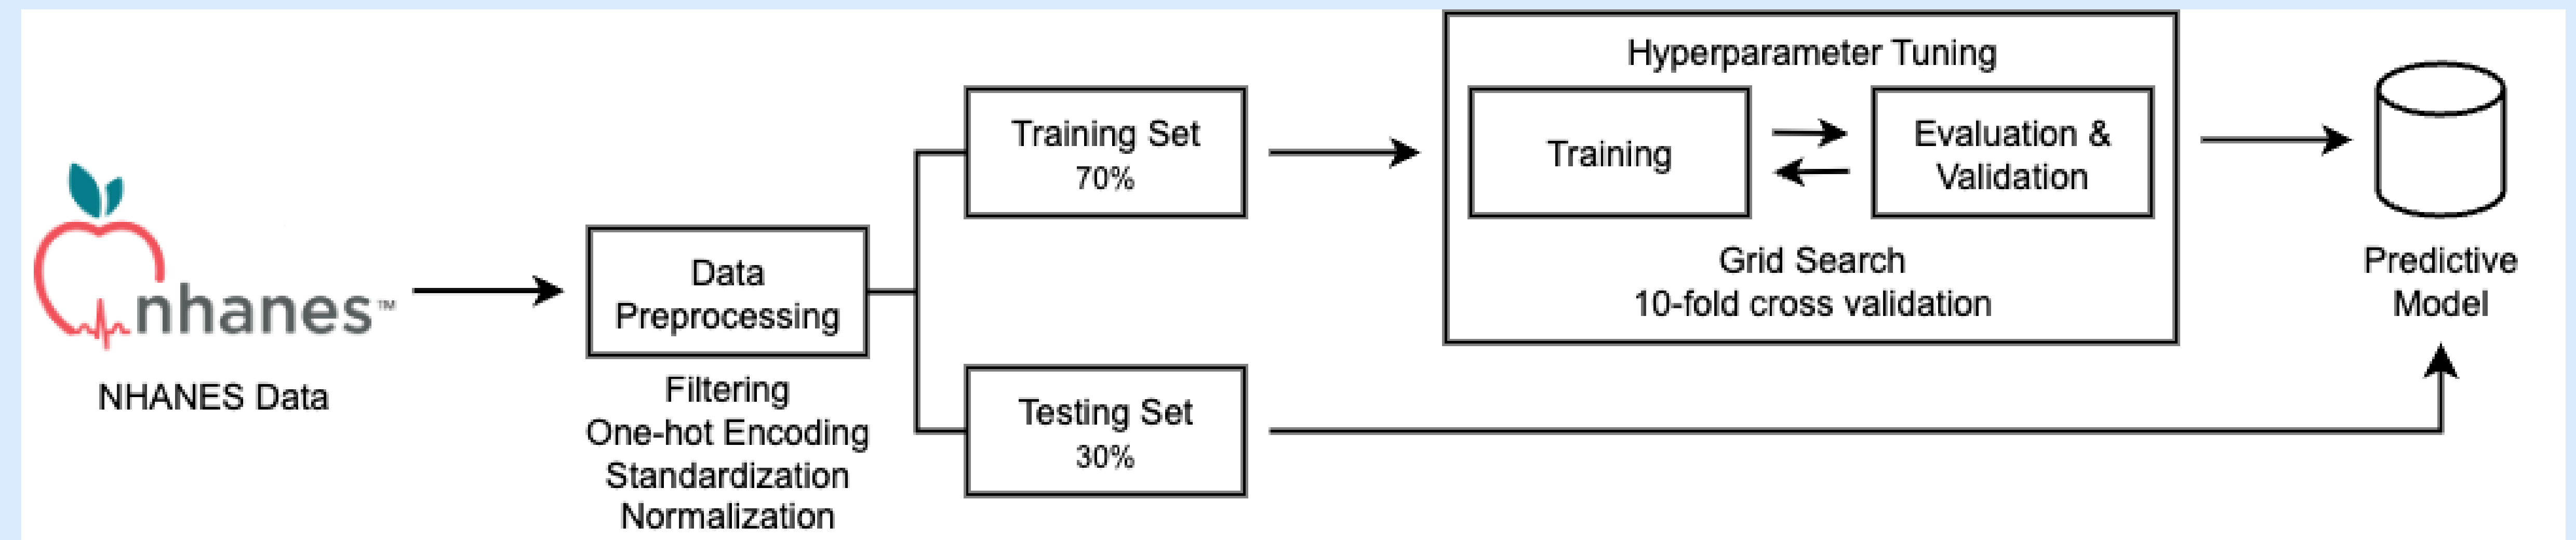 nhanes™
NHANES Data
Data
Preprocessing
Filtering
One-hot Encoding
Standardization
Normalization
Training Set
70%
Testing Set
30%
Hyperparameter Tuning
Training
Evaluation &
Validation
Grid Search
10-fold cross validation
Predictive
Model